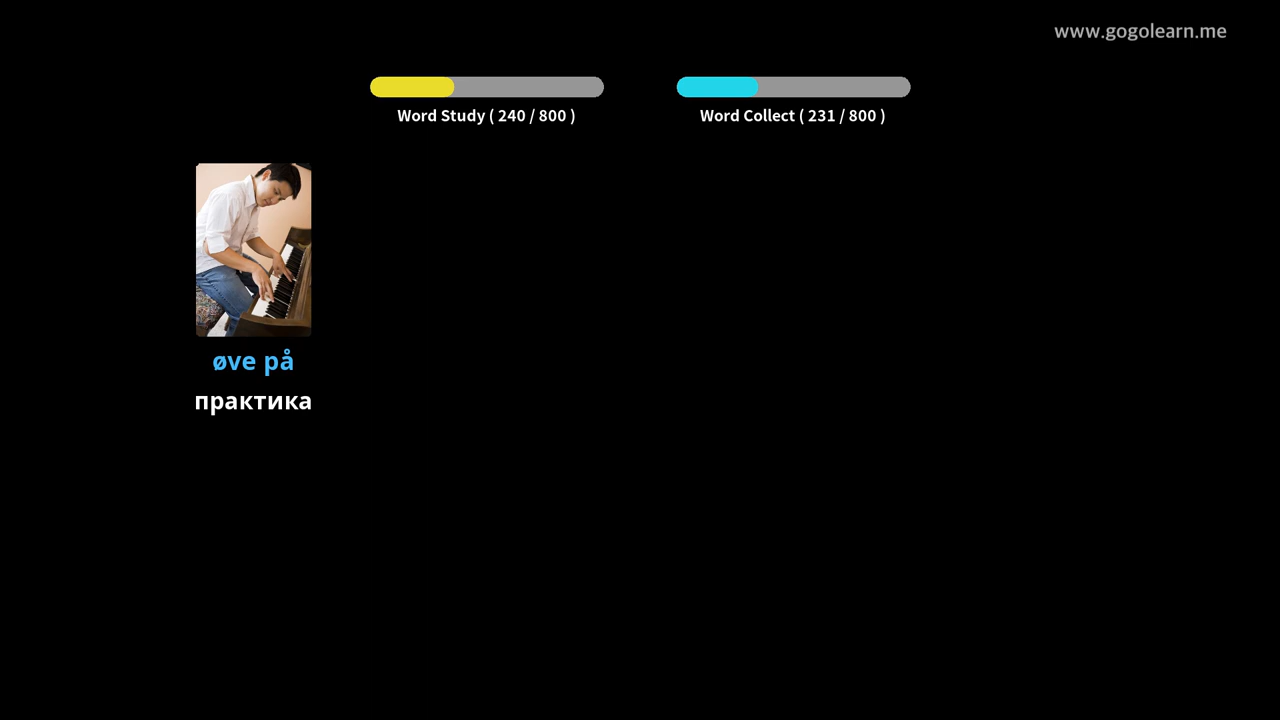 www.gogolearn.me
Word Study ( 240 / 800 )
Word Collect ( 231 / 800 )
øve på
практика